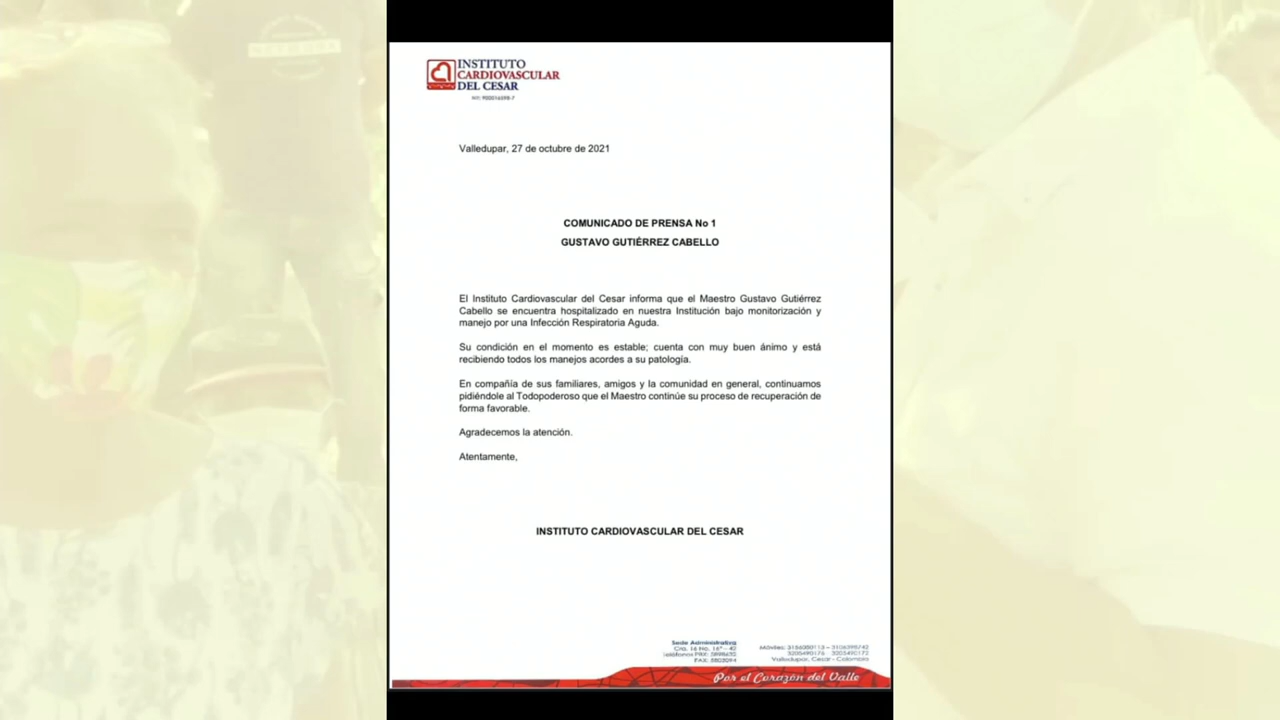 INSTITUTO
CARDIOVASCULAR
DEL CESAR
Valledupar, 27 de octubre de 2021
COMUNICADO DE PRENSA No 1
GUSTAVO GUTIÉRREZ CABELLO
El Instituto Cardiovascular del Cesar informa que el Maestro Gustavo Gutiérrez
Cabello se encuentra hospitalizado en nuestra Institución bajo monitorización y
manejo por una Infección Respiratoria Aguda.
Su condición en el momento es estable; cuenta con muy buen ánimo y está
recibiendo todos los manejos acordes a su patología.
En compañía de sus familiares, amigos y la comunidad en general, continuamos
pidiéndole al Todopoderoso que el Maestro continúe su proceso de recuperación de
forma favorable.
Agradecemos la atención.
Atentamente,
INSTITUTO CARDIOVASCULAR DEL CESAR
Sede Administrativa
Valledupar, Cesar - Colombia
Por el Corazón del Valle